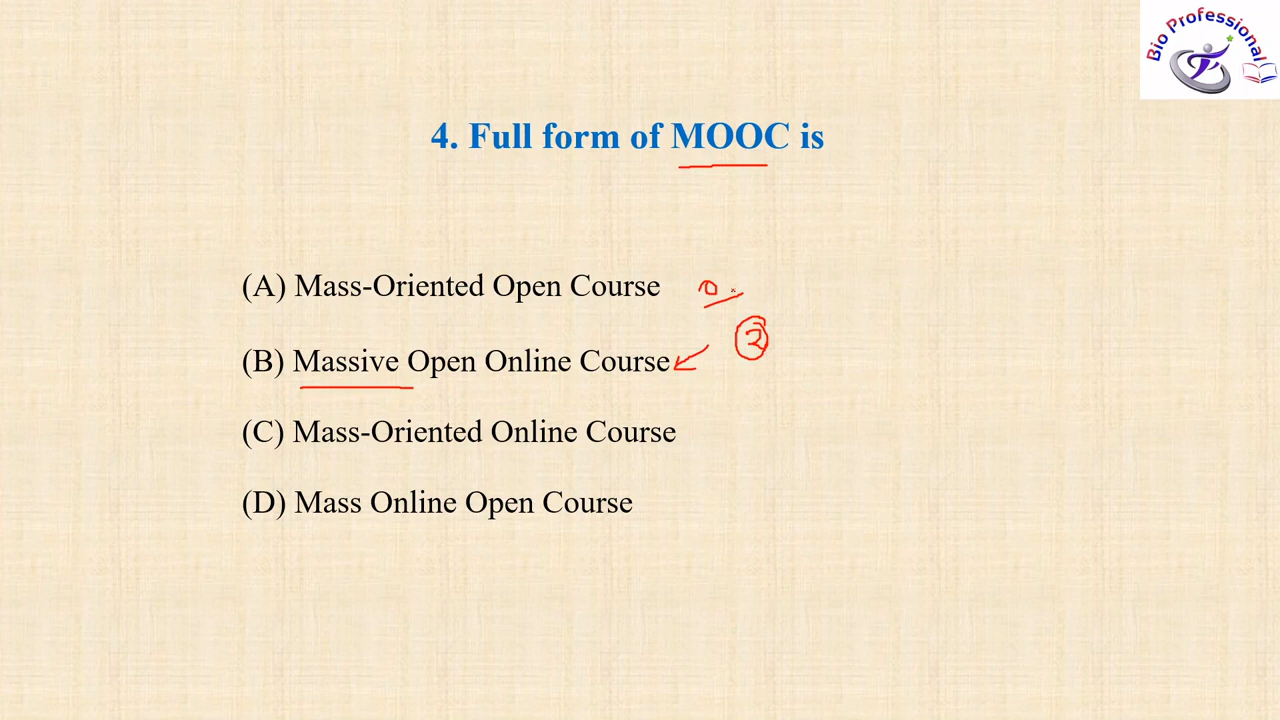 Bio Professional
4. Full form of MOOC is
(A) Mass-Oriented Open Course
(B) Massive Open Online Course
2
(C) Mass-Oriented Online Course
(D) Mass Online Open Course